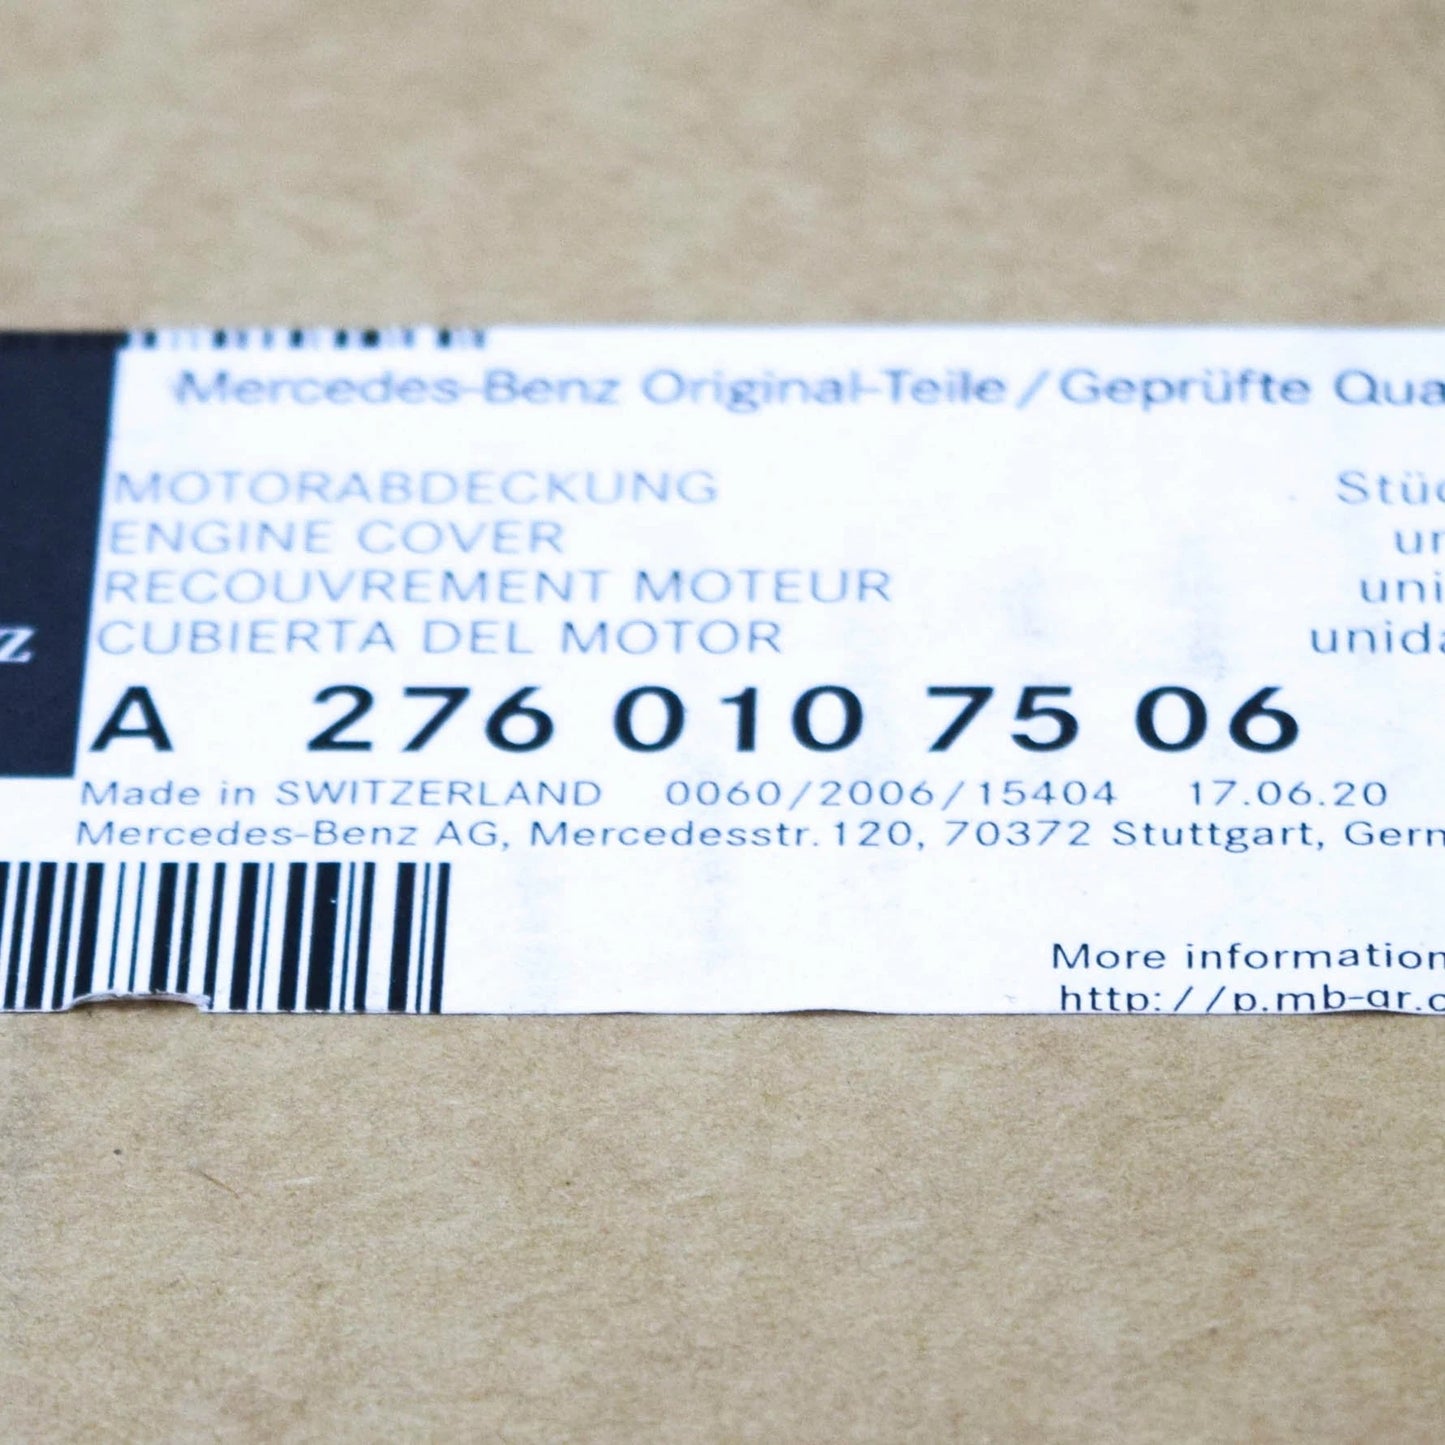 Mercedes-Benz Original-Teile/Geprüfte Qua
MOTORABDECKUNG Stüc
ENGINE COVER un
RECOUVREMENT MOTEUR uni
CUBIERTA DEL MOTOR unida
z
A 276 010 75 06
Made in SWITZERLAND 0060/2006/15404 17.06.20
Mercedes-Benz AG, Mercedesstr.120, 70372 Stuttgart, Germ
More information
http://p.mb-qr.c